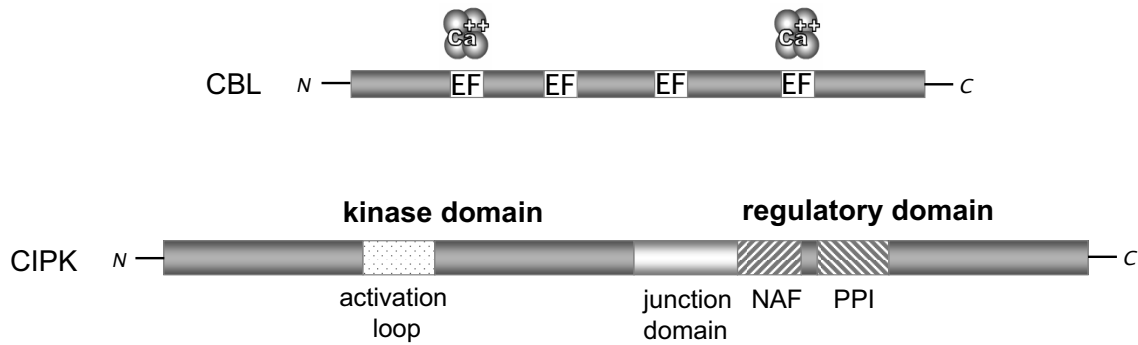 Ca++ Ca++
CBL N EF EF EF EF C
kinase domain regulatory domain
CIPK N C
activation loop junction domain NAF PPI